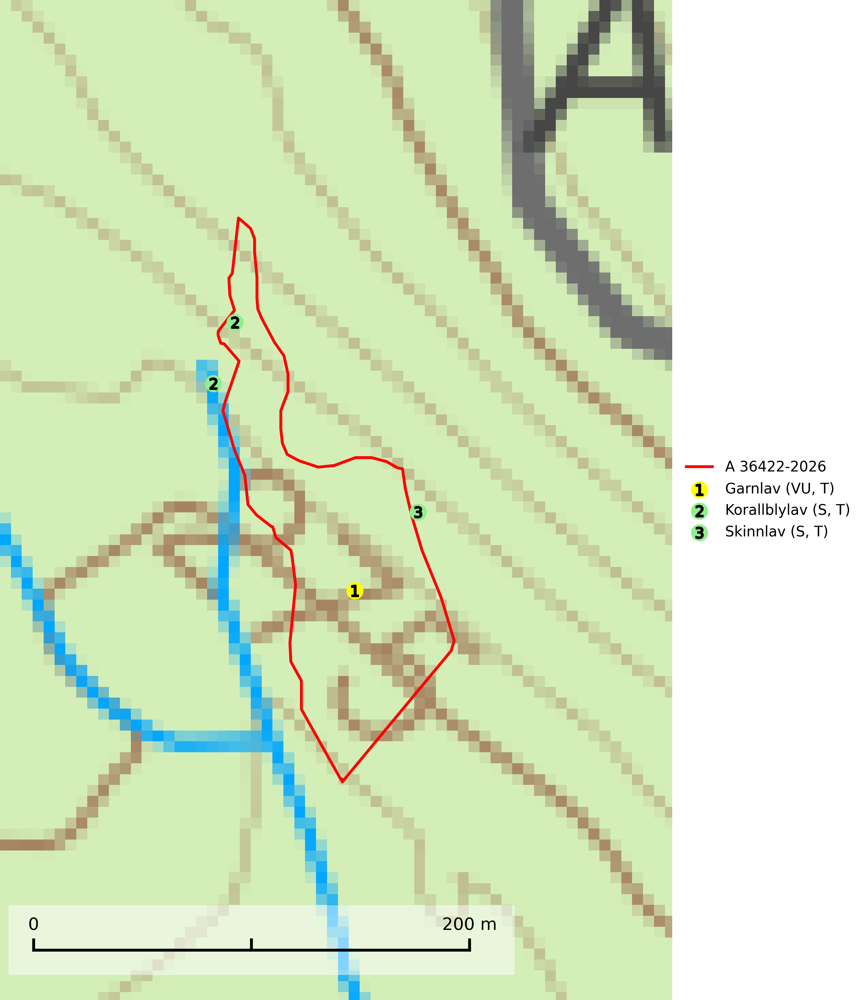 A
2
2
3
1
A 36422-2026
1 Garnlav (VU, T)
2 Korallblylav (S, T)
3 Skinnlav (S, T)
0 200 m